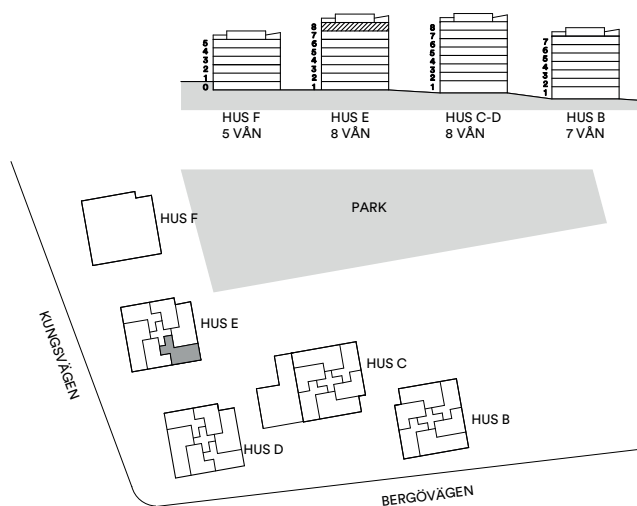 5
4
3
2
1
0
8
7
6
5
4
3
2
1
8
7
6
5
4
3
2
1
7
6
5
4
3
2
1
HUS F
5 VÅN
HUS E
8 VÅN
HUS C-D
8 VÅN
HUS B
7 VÅN
PARK
HUS F
KUNGSVÄGEN
HUS E
HUS C
HUS B
HUS D
BERGÖVÄGEN